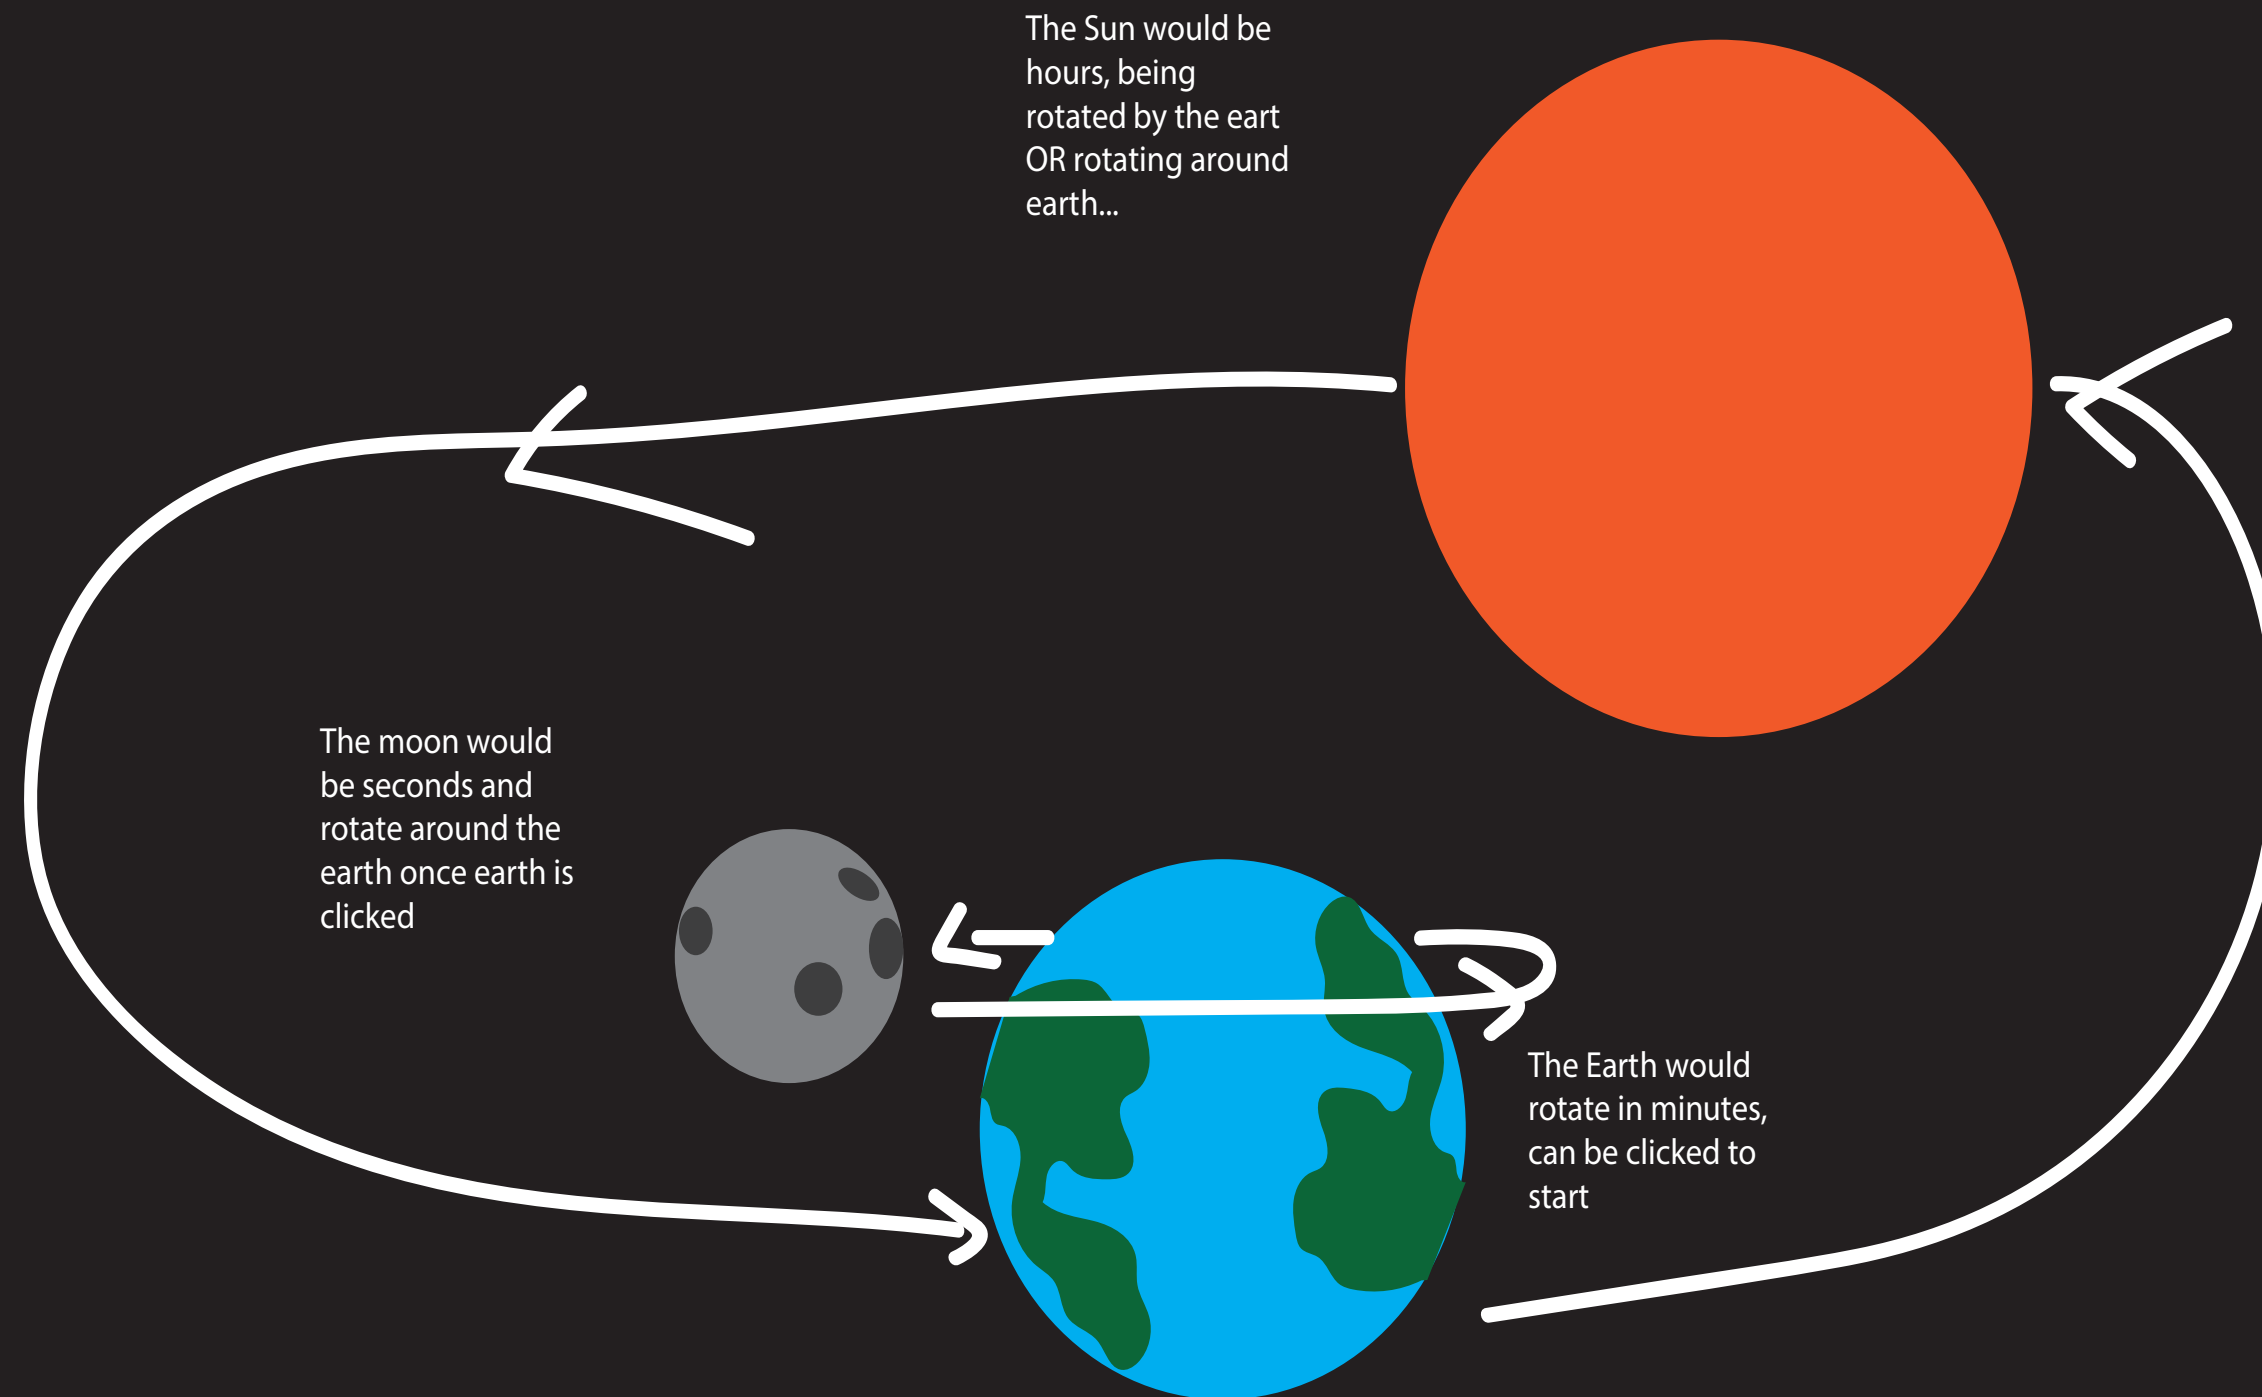 The Sun would be
hours, being
rotated by the eart
OR rotating around
earth...
The moon would
be seconds and
rotate around the
earth once earth is
clicked
The Earth would
rotate in minutes,
can be clicked to
start